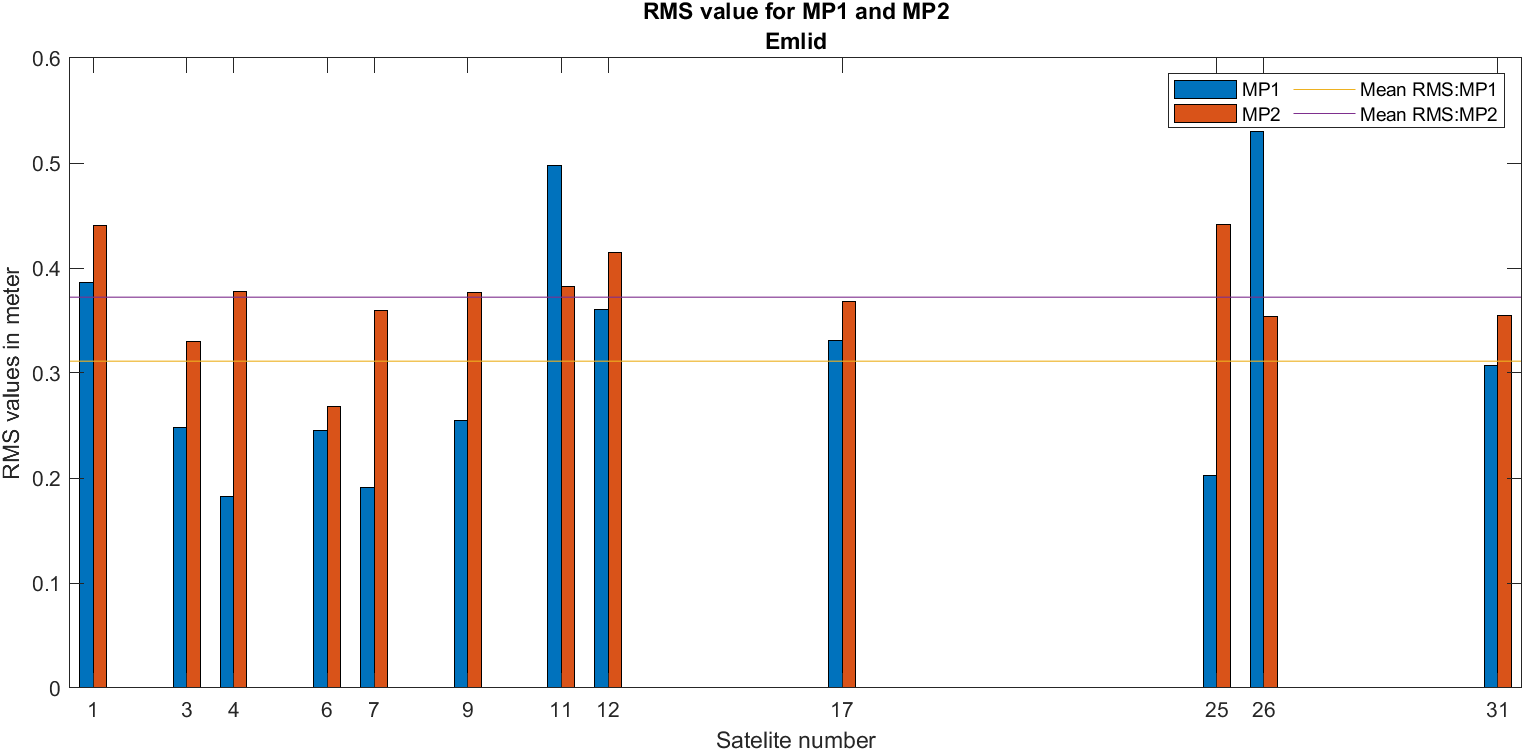 RMS value for MP1 and MP2
Emlid
MP1 Mean RMS:MP1
MP2 Mean RMS:MP2
0.6
0.5
0.4
0.3
0.2
0.1
0
RMS values in meter
1 3 4 6 7 9 11 12 17 25 26 31
Satelite number